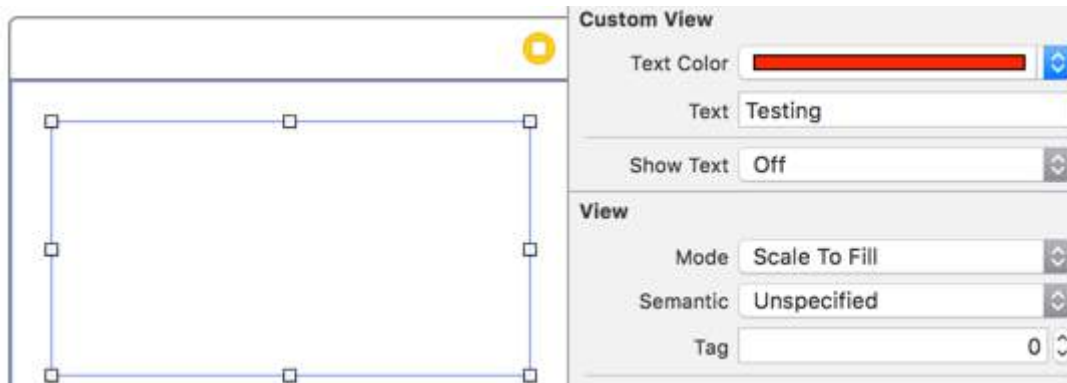 Custom View
Text Color
Text Testing
Show Text Off
View
Mode Scale To Fill
Semantic Unspecified
Tag 0